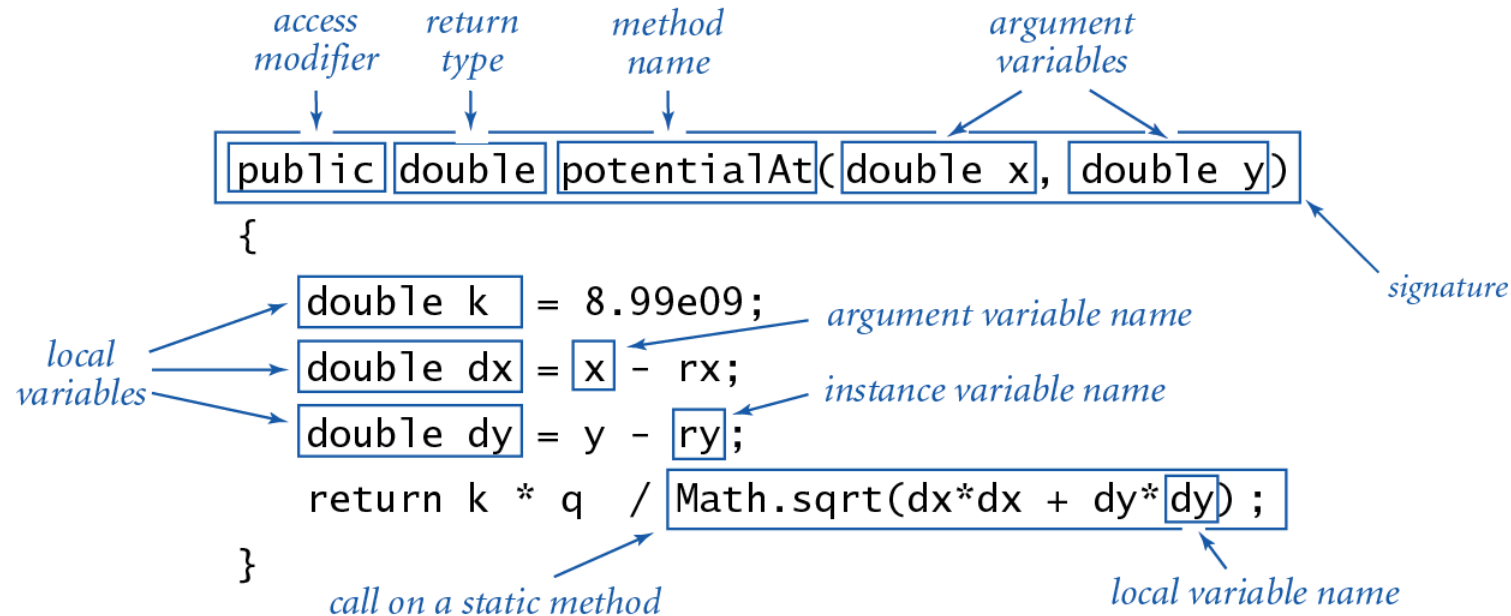 access modifier
return type
method name
argument variables
public double potentialAt(double x, double y)
signature
{
double k = 8.99e09;
argument variable name
local variables
double dx = x - rx;
instance variable name
double dy = y - ry;
return k * q / Math.sqrt(dx*dx + dy*dy) ;
}
call on a static method
local variable name